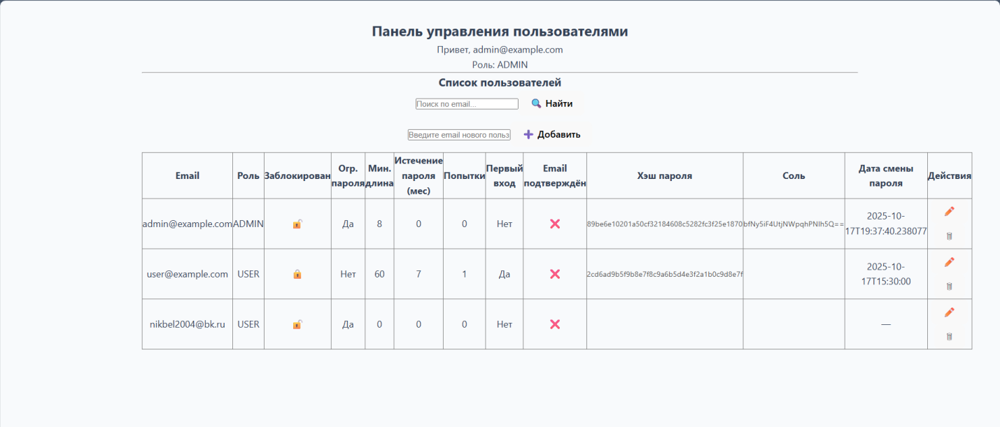 Панель управления пользователями
Привет, admin@example.com
Роль: ADMIN
Список пользователей
Поиск по email... Найти
Введите email нового польз Добавить
Email Роль Заблокирован Огр. пароля Мин. длина Истечение пароля (мес) Попытки Первый вход Email подтверждён Хэш пароля Соль Дата смены пароля Действия
admin@example.com ADMIN Да 8 0 0 Нет 89be6e10201a50cf32184608c5282fc3f25e1870 bfNy5iF4UtjNWpqhPNIh5Q== 2025-10-17T19:37:40.238077
user@example.com USER Нет 60 7 1 Да 2cd6ad9b5f9b8e7f8c9a6b5d4e3f2a1b0c9d8e7f 2025-10-17T15:30:00
nikbel2004@bk.ru USER Да 0 0 0 Нет —